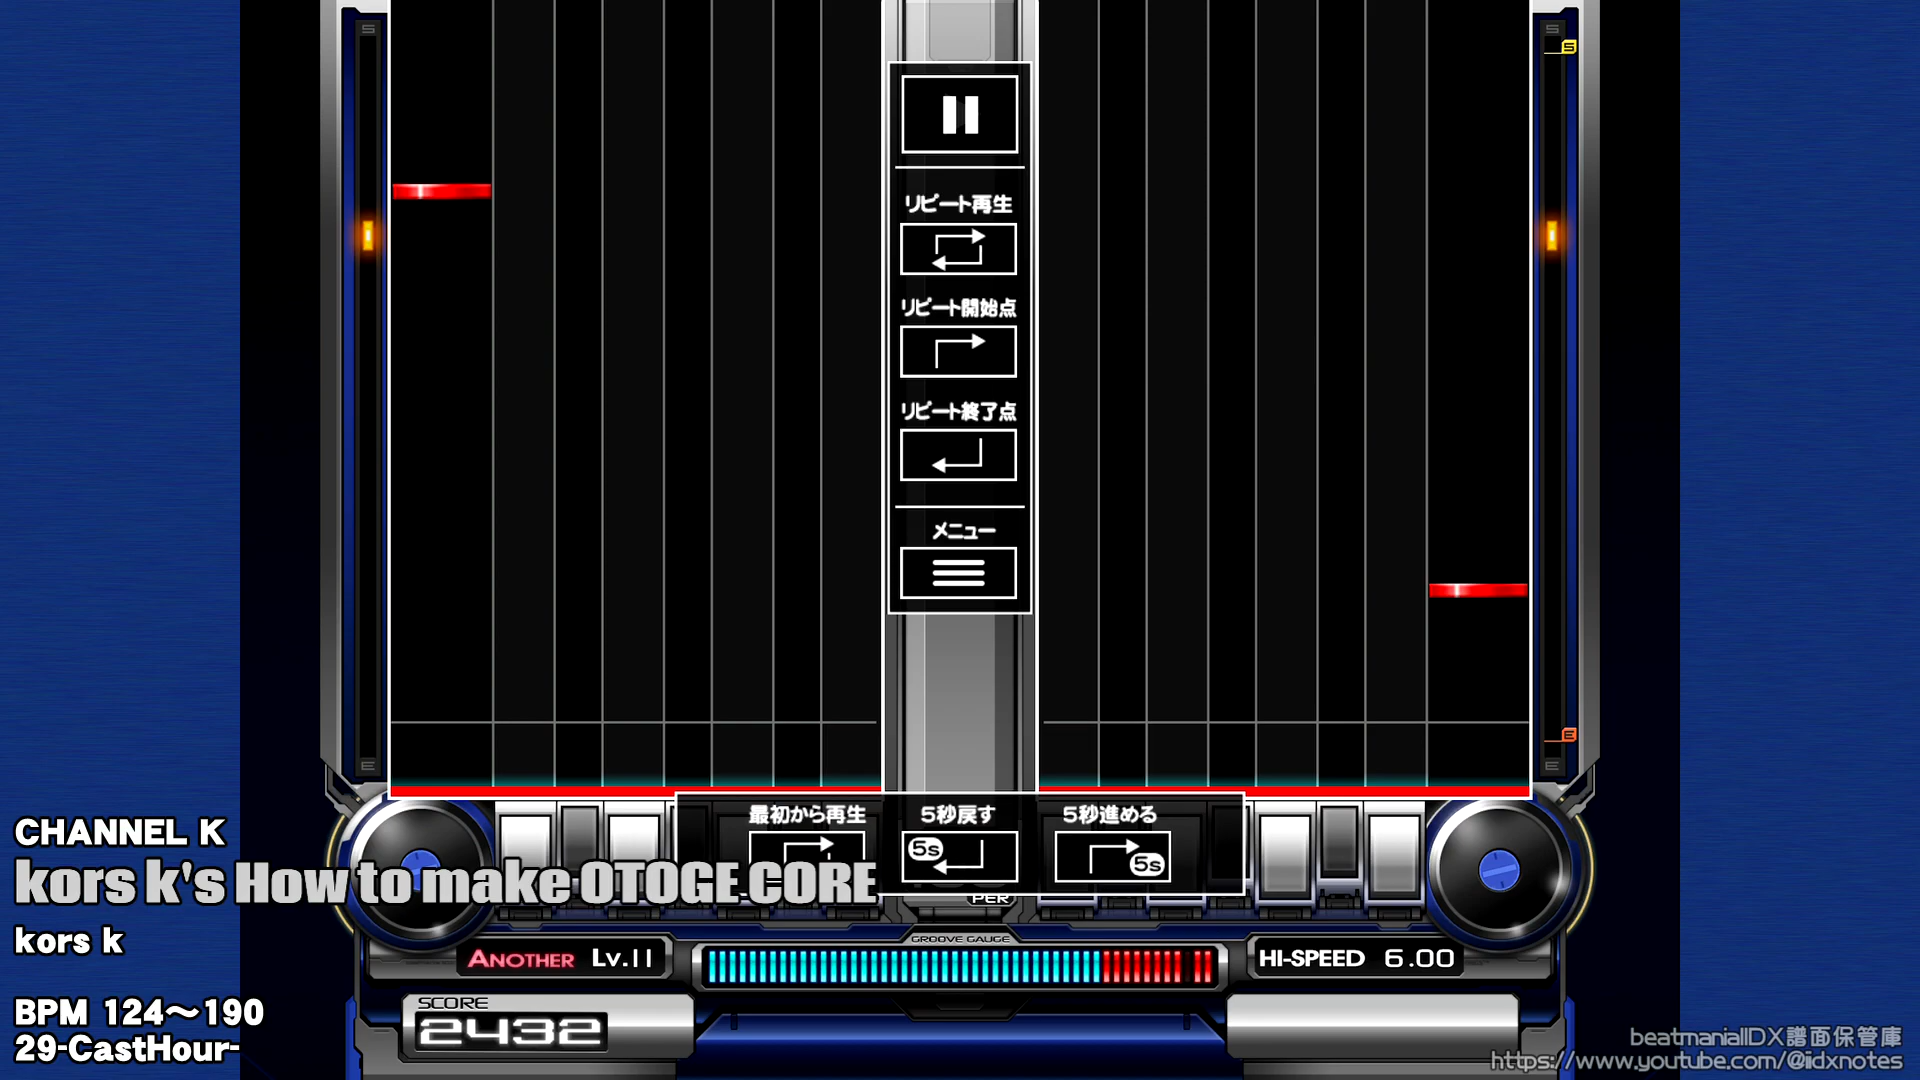 S
S
S
リピート再生
リピート開始点
リピート終了点
メニュー
E
E
E
最初から再生
5秒戻す
5秒進める
5s
5s
CHANNEL K
kors k's How to make OTOGE CORE
kors k
PER
GROOVE GAUGE
ANOTHER Lv.11
HI-SPEED 6.00
SCORE
2432
BPM 124〜190
29-CastHour-
beatmaniaIIDX譜面保管庫
https://www.youtube.com/@iidxnotes